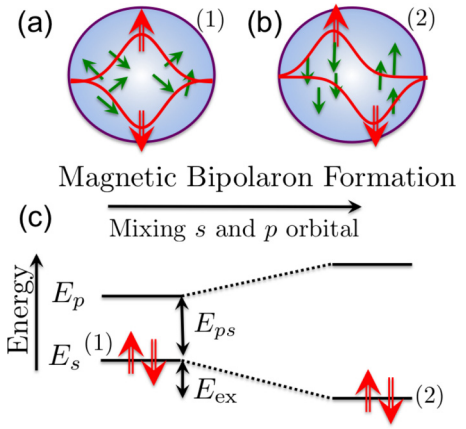 (a) (1) (b) (2)
Magnetic Bipolaron Formation
(c) Mixing s and p orbital
Energy
E_p
E_ps
E_s (1)
E_ex
(2)